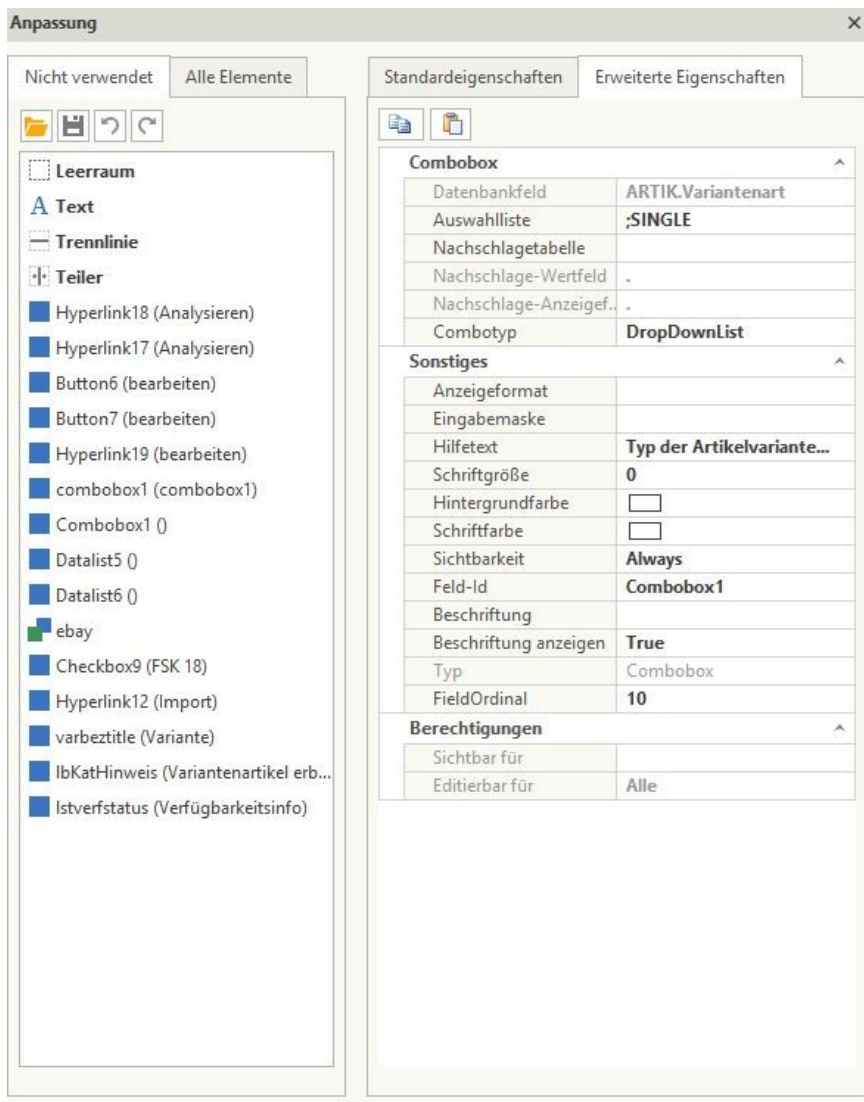 Anpassung
Nicht verwendet
Alle Elemente
Leerraum
A Text
Trennlinie
Teiler
Hyperlink18 (Analysieren)
Hyperlink17 (Analysieren)
Button6 (bearbeiten)
Button7 (bearbeiten)
Hyperlink19 (bearbeiten)
combobox1 (combobox1)
Combobox1 ()
Datalist5 ()
Datalist6 ()
ebay
Checkbox9 (FSK 18)
Hyperlink12 (Import)
varbeztitle (Variante)
lbKatHinweis (Variantenartikel erb...
lstverfstatus (Verfügbarkeitsinfo)
Standardeigenschaften
Erweiterte Eigenschaften
Combobox
Datenbankfeld ARTIK.Variantenart
Auswahlliste ;SINGLE
Nachschlagetabelle
Nachschlage-Wertfeld .
Nachschlage-Anzeigef... .
Combotyp DropDownList
Sonstiges
Anzeigeformat
Eingabemaske
Hilfetext Typ der Artikelvariante...
Schriftgröße 0
Hintergrundfarbe
Schriftfarbe
Sichtbarkeit Always
Feld-Id Combobox1
Beschriftung
Beschriftung anzeigen True
Typ Combobox
FieldOrdinal 10
Berechtigungen
Sichtbar für
Editierbar für Alle